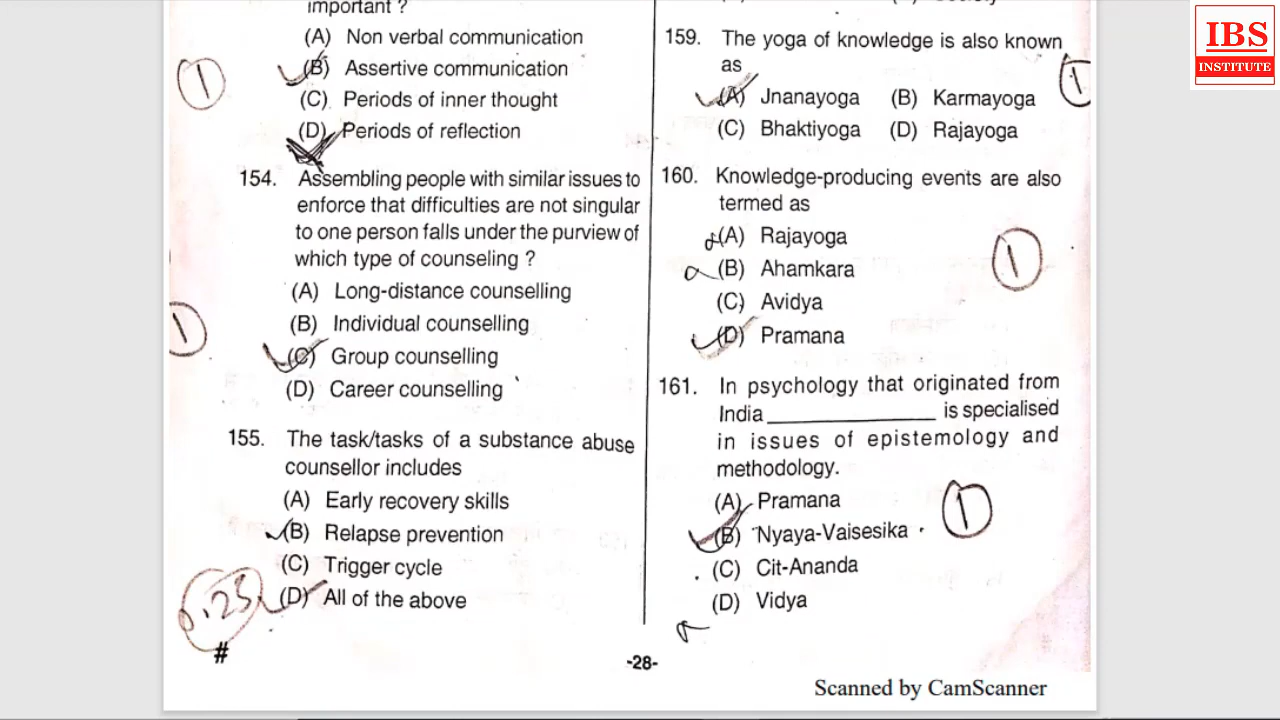 important ?
(A) Non verbal communication
(B) Assertive communication
(C) Periods of inner thought
(D) Periods of reflection
1
154. Assembling people with similar issues to
enforce that difficulties are not singular
to one person falls under the purview of
which type of counseling ?
(A) Long-distance counselling
(B) Individual counselling
(C) Group counselling
(D) Career counselling
1
155. The task/tasks of a substance abuse
counsellor includes
(A) Early recovery skills
(B) Relapse prevention
(C) Trigger cycle
(D) All of the above
#
159. The yoga of knowledge is also known
as
(A) Jnanayoga (B) Karmayoga
(C) Bhaktiyoga (D) Rajayoga
1
160. Knowledge-producing events are also
termed as
(A) Rajayoga
(B) Ahamkara
(C) Avidya
(D) Pramana
1
161. In psychology that originated from
India ______________ is specialised
in issues of epistemology and
methodology.
(A) Pramana
(B) Nyaya-Vaisesika
(C) Cit-Ananda
(D) Vidya
1
-28-
Scanned by CamScanner
IBS
INSTITUTE